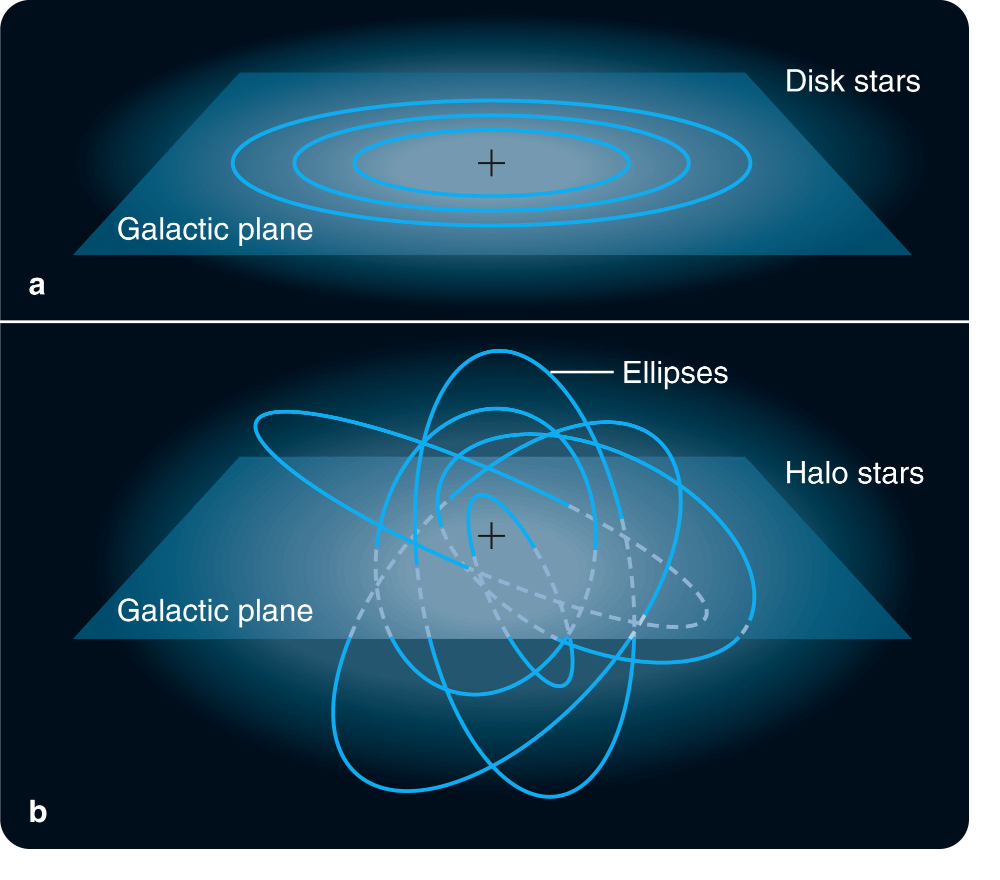 Disk stars
Galactic plane
a
Ellipses
Halo stars
Galactic plane
b